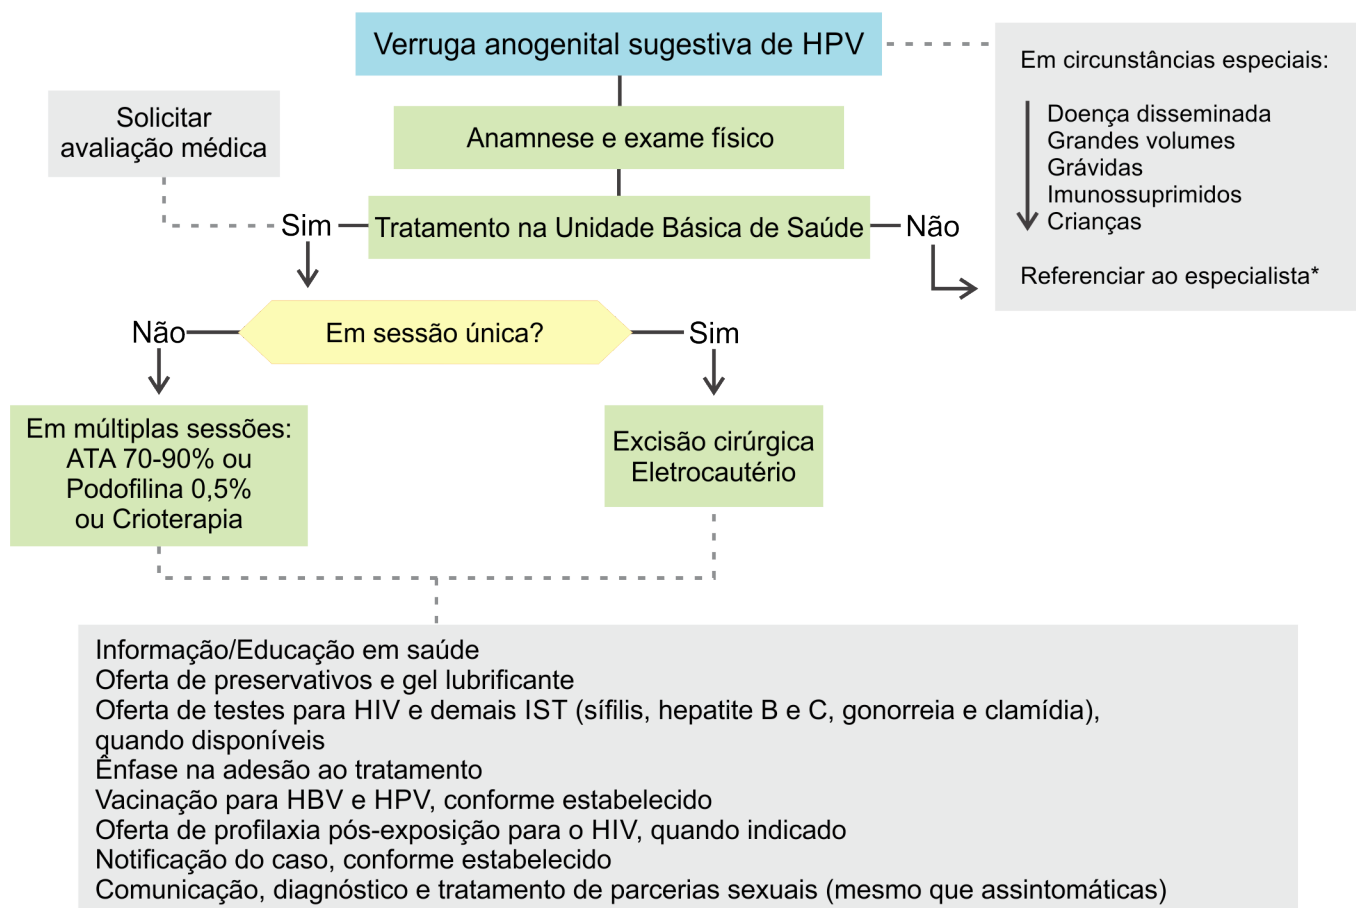 Verruga anogenital sugestiva de HPV
Em circunstâncias especiais:
Doença disseminada
Grandes volumes
Grávidas
Imunossuprimidos
Crianças
Referenciar ao especialista*
Solicitar
avaliação médica
Anamnese e exame físico
Sim
Tratamento na Unidade Básica de Saúde
Não
Não
Em sessão única?
Sim
Em múltiplas sessões:
ATA 70-90% ou
Podofilina 0,5%
ou Crioterapia
Excisão cirúrgica
Eletrocautério
Informação/Educação em saúde
Oferta de preservativos e gel lubrificante
Oferta de testes para HIV e demais IST (sífilis, hepatite B e C, gonorreia e clamídia),
quando disponíveis
Ênfase na adesão ao tratamento
Vacinação para HBV e HPV, conforme estabelecido
Oferta de profilaxia pós-exposição para o HIV, quando indicado
Notificação do caso, conforme estabelecido
Comunicação, diagnóstico e tratamento de parcerias sexuais (mesmo que assintomáticas)